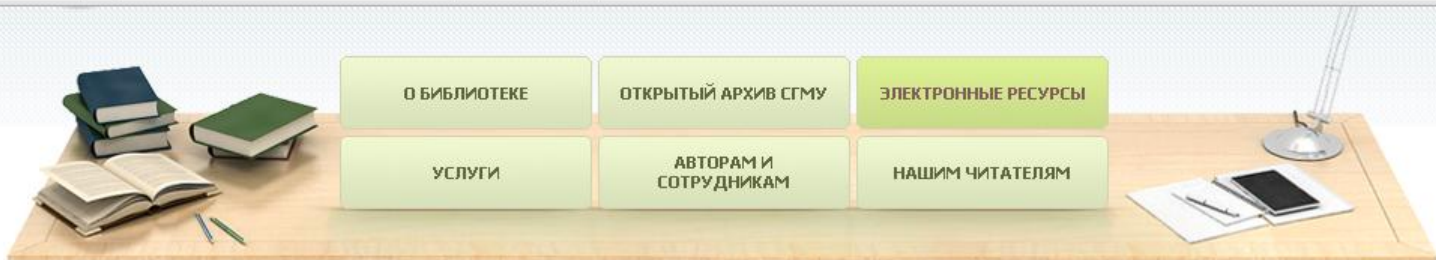 О БИБЛИОТЕКЕ
ОТКРЫТЫЙ АРХИВ СГМУ
ЭЛЕКТРОННЫЕ РЕСУРСЫ
УСЛУГИ
АВТОРАМ И
СОТРУДНИКАМ
НАШИМ ЧИТАТЕЛЯМ